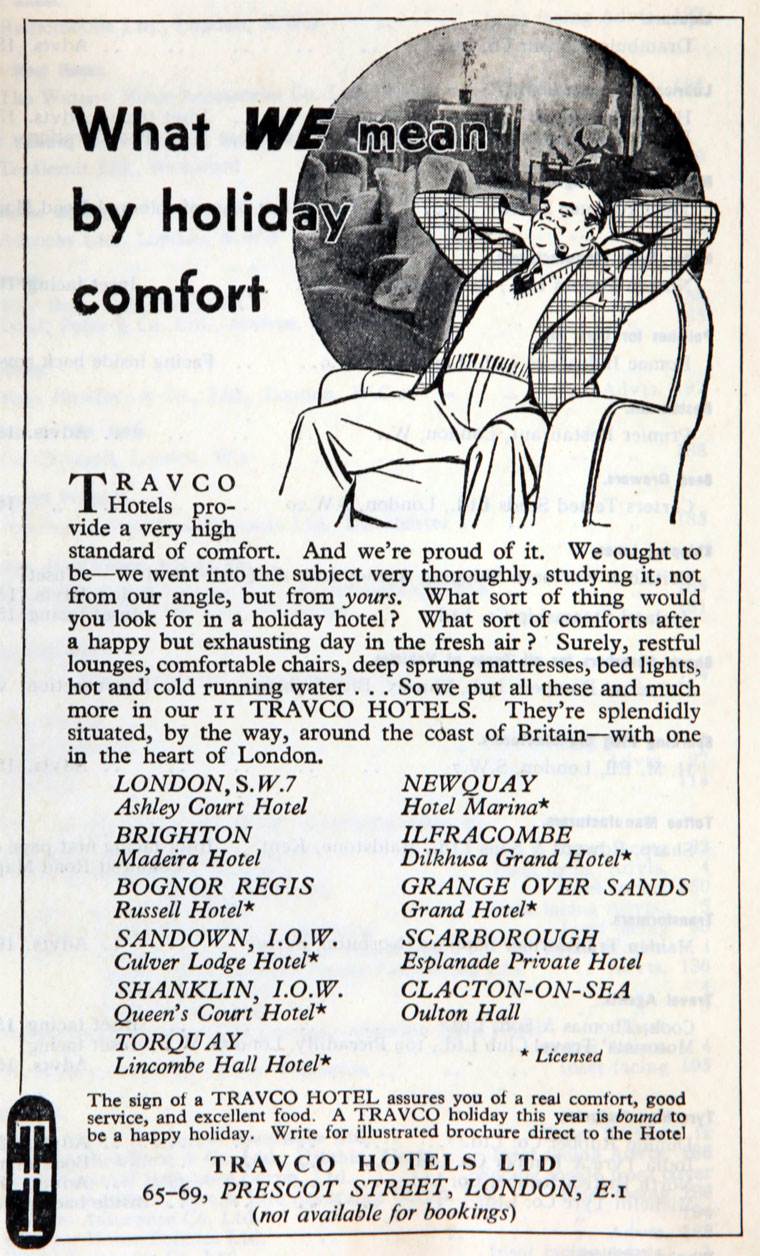 What WE mean
by holiday
comfort
TRAVCO
Hotels pro-
vide a very high
standard of comfort. And we're proud of it. We ought to
be—we went into the subject very thoroughly, studying it, not
from our angle, but from yours. What sort of thing would
you look for in a holiday hotel? What sort of comforts after
a happy but exhausting day in the fresh air? Surely, restful
lounges, comfortable chairs, deep sprung mattresses, bed lights,
hot and cold running water . . . So we put all these and much
more in our 11 TRAVCO HOTELS. They're splendidly
situated, by the way, around the coast of Britain—with one
in the heart of London.
LONDON, S.W.7
Ashley Court Hotel
BRIGHTON
Madeira Hotel
BOGNOR REGIS
Russell Hotel*
SANDOWN, I.O.W.
Culver Lodge Hotel*
SHANKLIN, I.O.W.
Queen's Court Hotel*
TORQUAY
Lincombe Hall Hotel*
NEWQUAY
Hotel Marina*
ILFRACOMBE
Dilkhusa Grand Hotel*
GRANGE OVER SANDS
Grand Hotel*
SCARBOROUGH
Esplanade Private Hotel
CLACTON-ON-SEA
Oulton Hall
* Licensed
The sign of a TRAVCO HOTEL assures you of a real comfort, good
service, and excellent food. A TRAVCO holiday this year is bound to
be a happy holiday. Write for illustrated brochure direct to the Hotel
TRAVCO HOTELS LTD
65-69, PRESCOT STREET, LONDON, E.1
(not available for bookings)